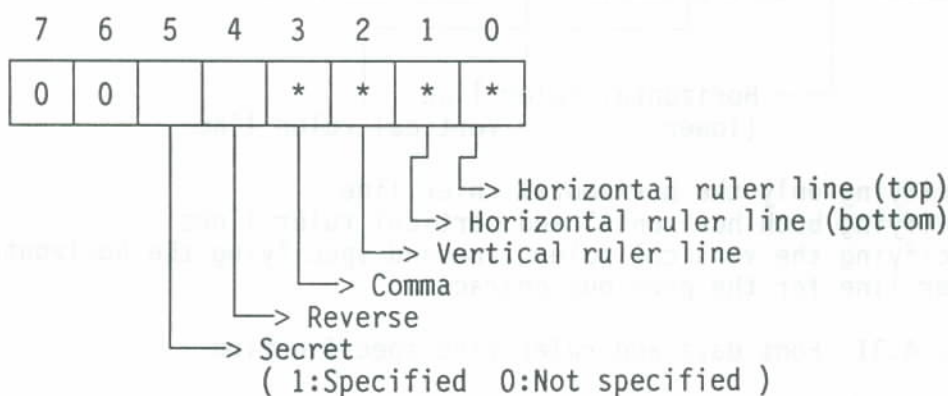 7 6 5 4 3 2 1 0
0 0 * * * *
Horizontal ruler line (top)
Horizontal ruler line (bottom)
Vertical ruler line
Comma
Reverse
Secret
( 1:Specified 0:Not specified )